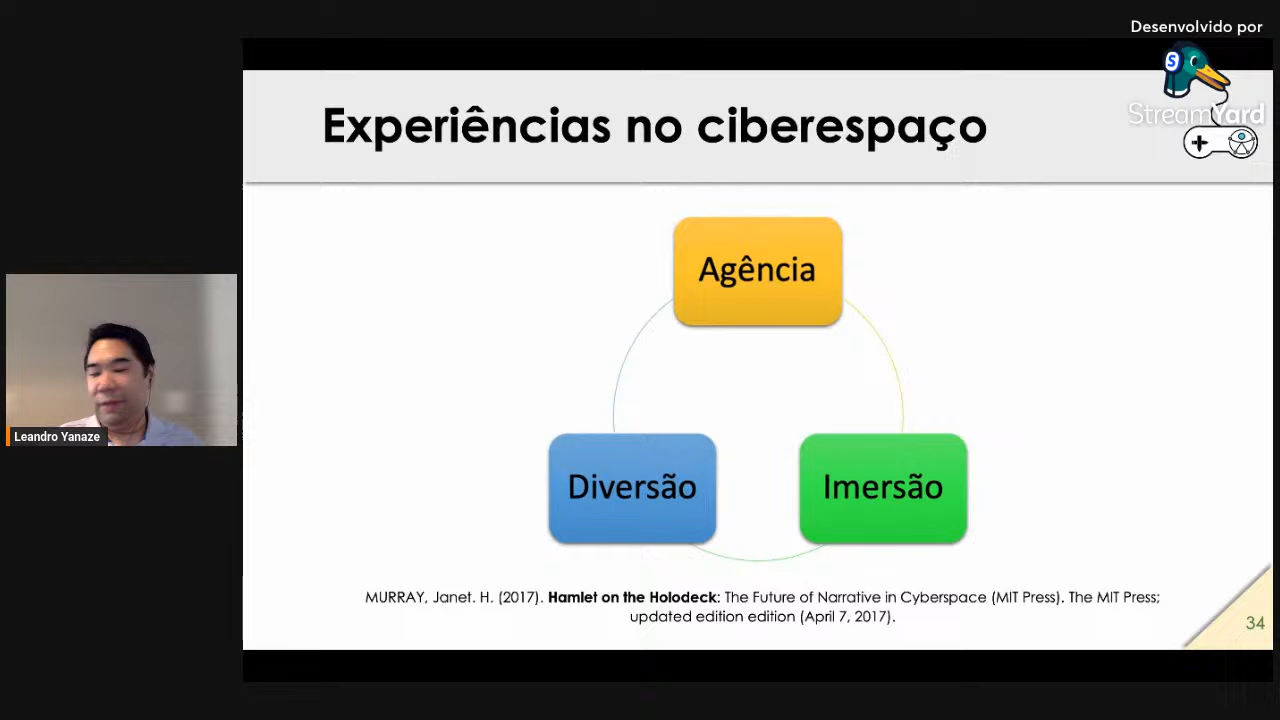 Desenvolvido por
StreamYard
Experiências no ciberespaço
Agência
Diversão
Imersão
Leandro Yanaze
MURRAY, Janet. H. (2017). Hamlet on the Holodeck: The Future of Narrative in Cyberspace (MIT Press). The MIT Press;
updated edition edition (April 7, 2017).
34